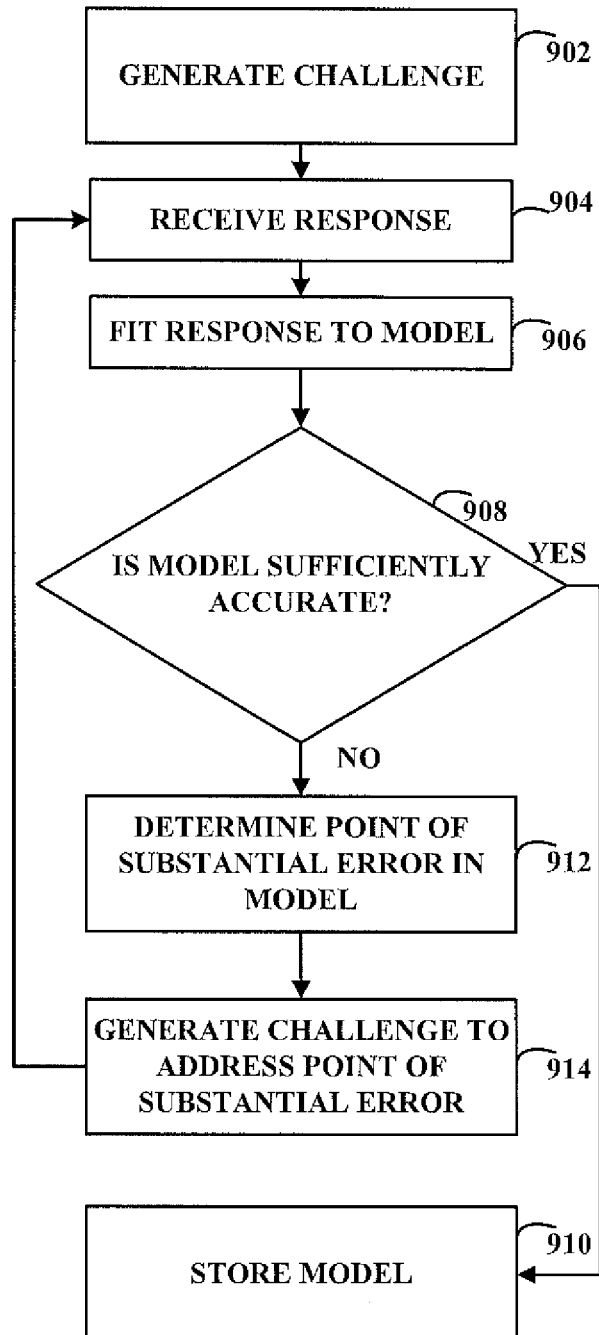 GENERATE CHALLENGE
902
RECEIVE RESPONSE
904
FIT RESPONSE TO MODEL
906
908
IS MODEL SUFFICIENTLY
ACCURATE?
YES
NO
DETERMINE POINT OF
SUBSTANTIAL ERROR IN
MODEL
912
GENERATE CHALLENGE TO
ADDRESS POINT OF
SUBSTANTIAL ERROR
914
STORE MODEL
910